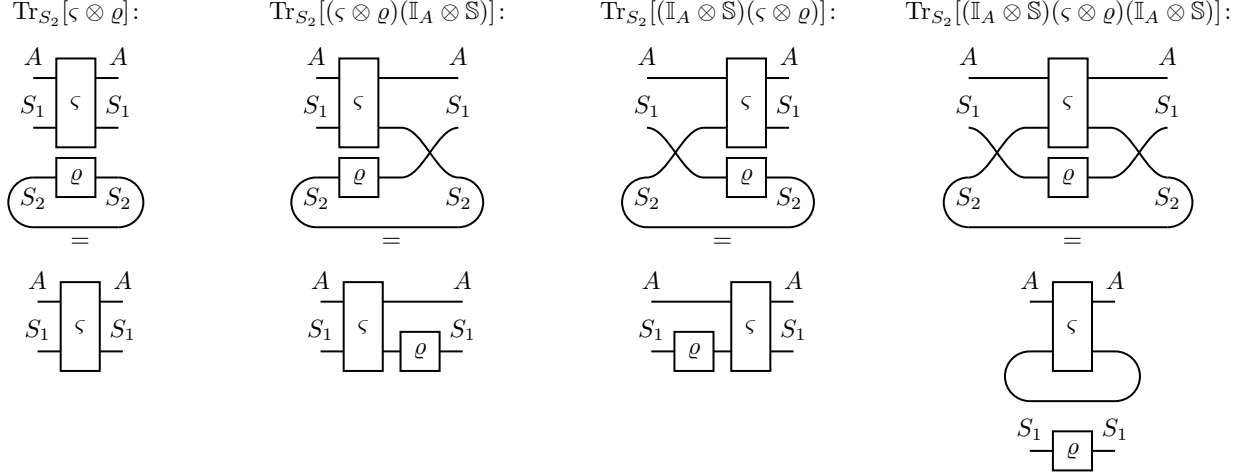 Tr_{S_2}[ς ⊗ ϱ]: Tr_{S_2}[(ς ⊗ ϱ)(𝕀_A ⊗ 𝕊)]: Tr_{S_2}[(𝕀_A ⊗ 𝕊)(ς ⊗ ϱ)]: Tr_{S_2}[(𝕀_A ⊗ 𝕊)(ς ⊗ ϱ)(𝕀_A ⊗ 𝕊)]:
A A A A A A A A
ς ς ς ς
S_1 S_1 S_1 S_1 S_1 S_1 S_1 S_1
ϱ ϱ ϱ ϱ
S_2 S_2 S_2 S_2 S_2 S_2 S_2 S_2
= = = =
A A A A A A A A
S_1 ς S_1 S_1 ς S_1 S_1 ς S_1 ς
ϱ ϱ
S_1 ϱ S_1